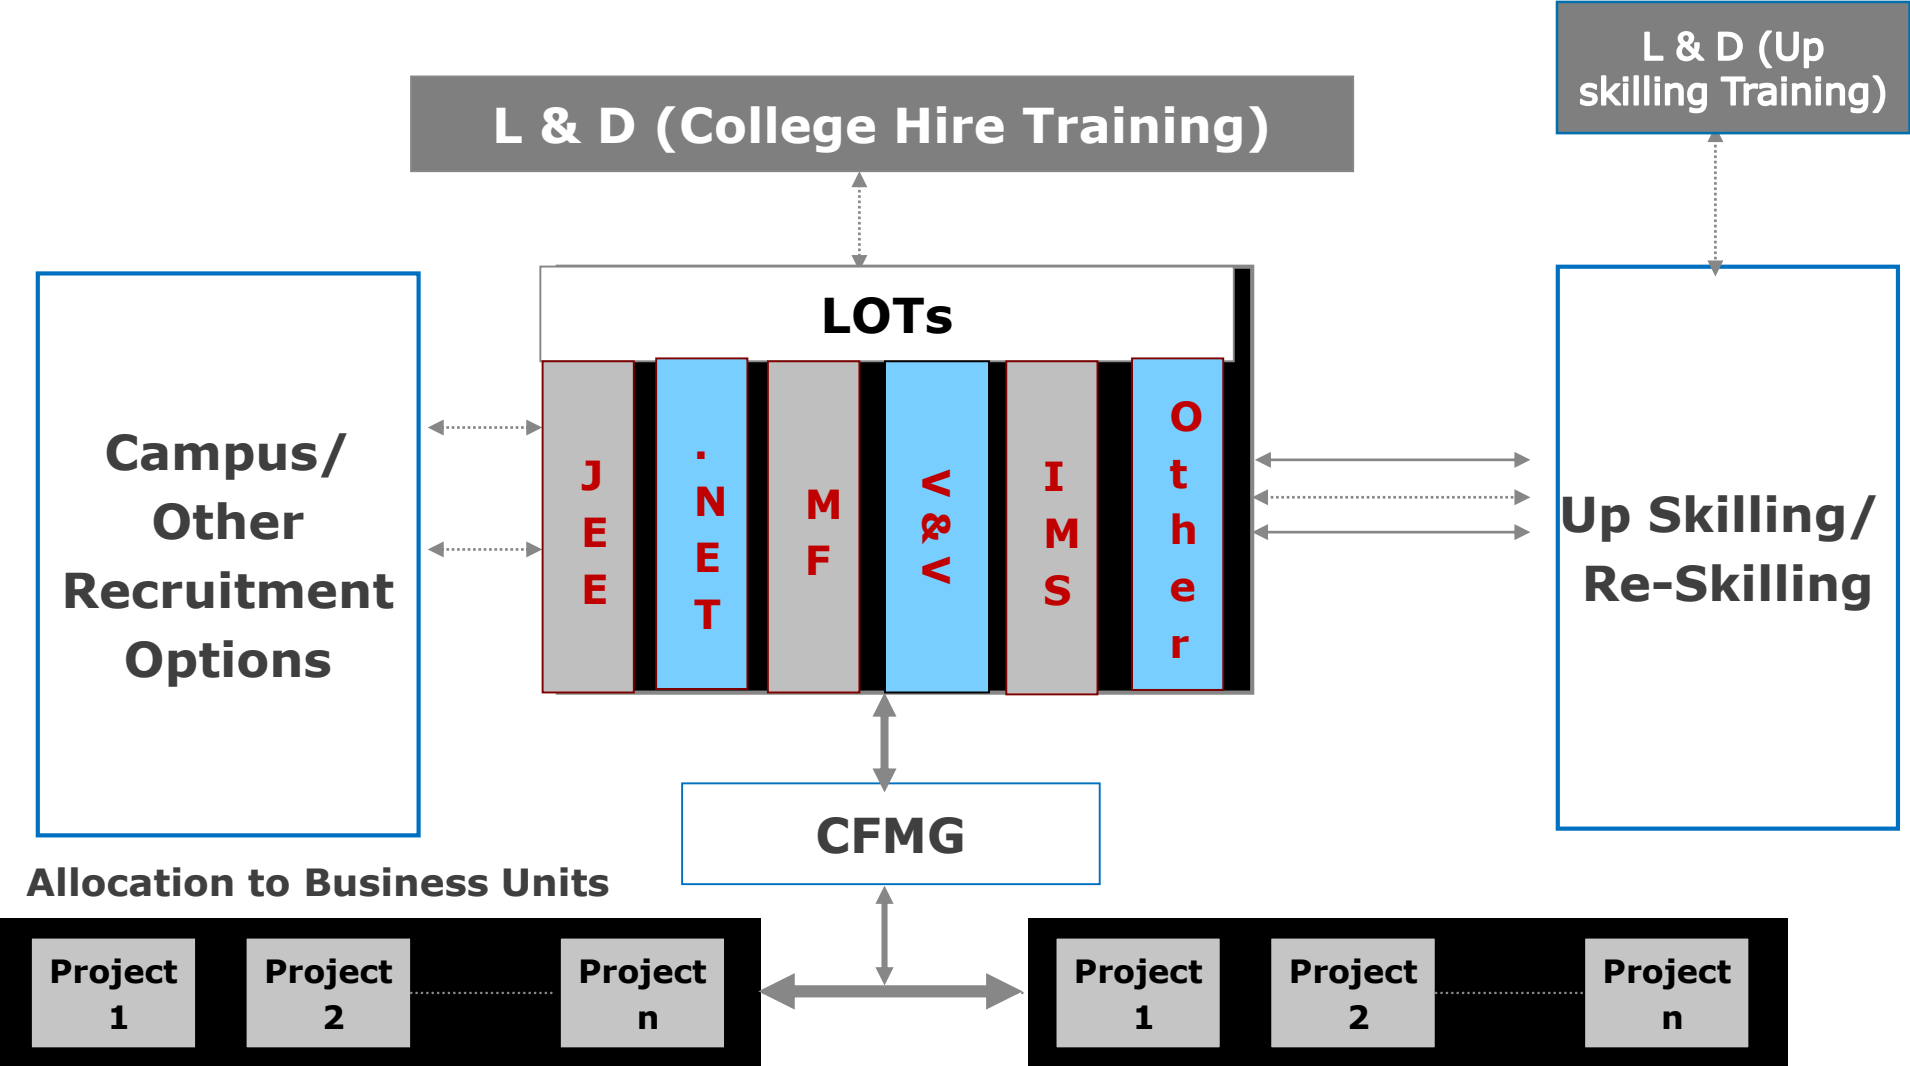 L & D (Up
skilling Training)
L & D (College Hire Training)
LOTs
Campus/
Other
Recruitment
Options
J
E
E
.
N
E
T
M
F
V&V
I
M
S
O
t
h
e
r
Up Skilling/
Re-Skilling
CFMG
Allocation to Business Units
Project
1
Project
2
Project
n
Project
1
Project
2
Project
n